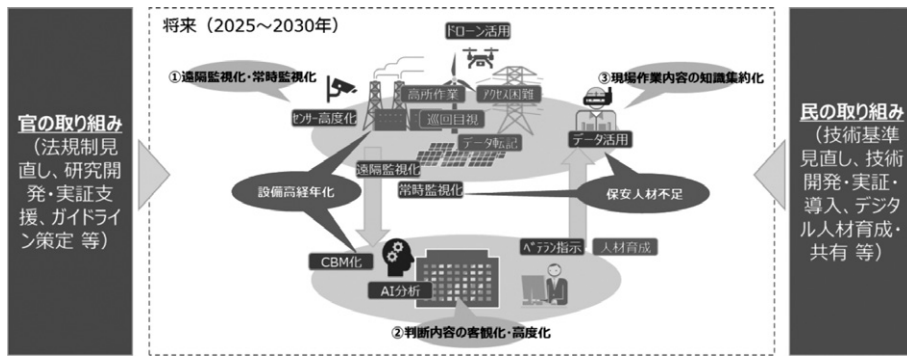 将来（2025～2030年）
官の取り組み
（法規制見
直し、研究開
発・実証支
援、ガイドライ
ン策定 等）
①遠隔監視化・常時監視化
ドローン活用
③現場作業内容の知識集約化
高所作業
アクセス困難
センサー高度化
巡回目視
データ転記
データ活用
遠隔監視化
常時監視化
設備高経年化
保安人材不足
CBM化
AI分析
ベテラン指示
人材育成
②判断内容の客観化・高度化
民の取り組み
（技術基準
見直し、技術
開発・実証・
導入、デジタ
ル人材育成・
共有 等）